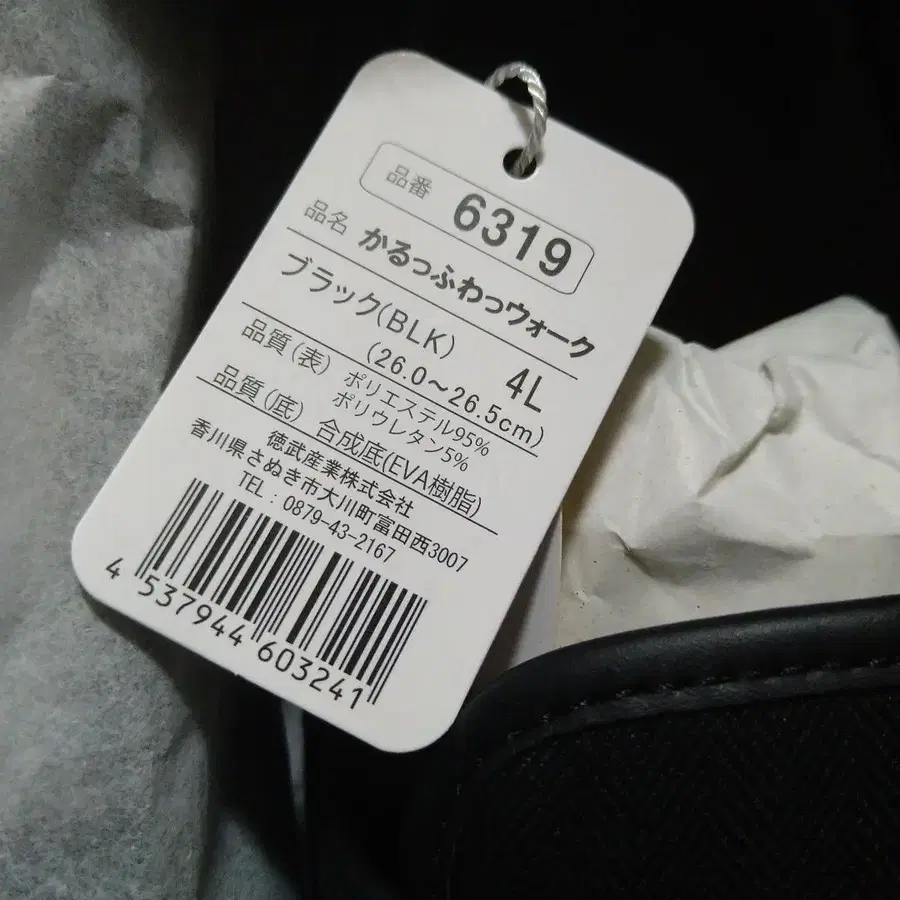 品番 6319
品名 かるっふわっウォーク
ブラック(BLK) 4L
(26.0～26.5cm)
品質(表) ポリエステル95%
ポリウレタン5%
品質(底) 合成底(EVA樹脂)
徳武産業株式会社
香川県さぬき市大川町富田西3007
TEL：0879-43-2167
4 537944 603241